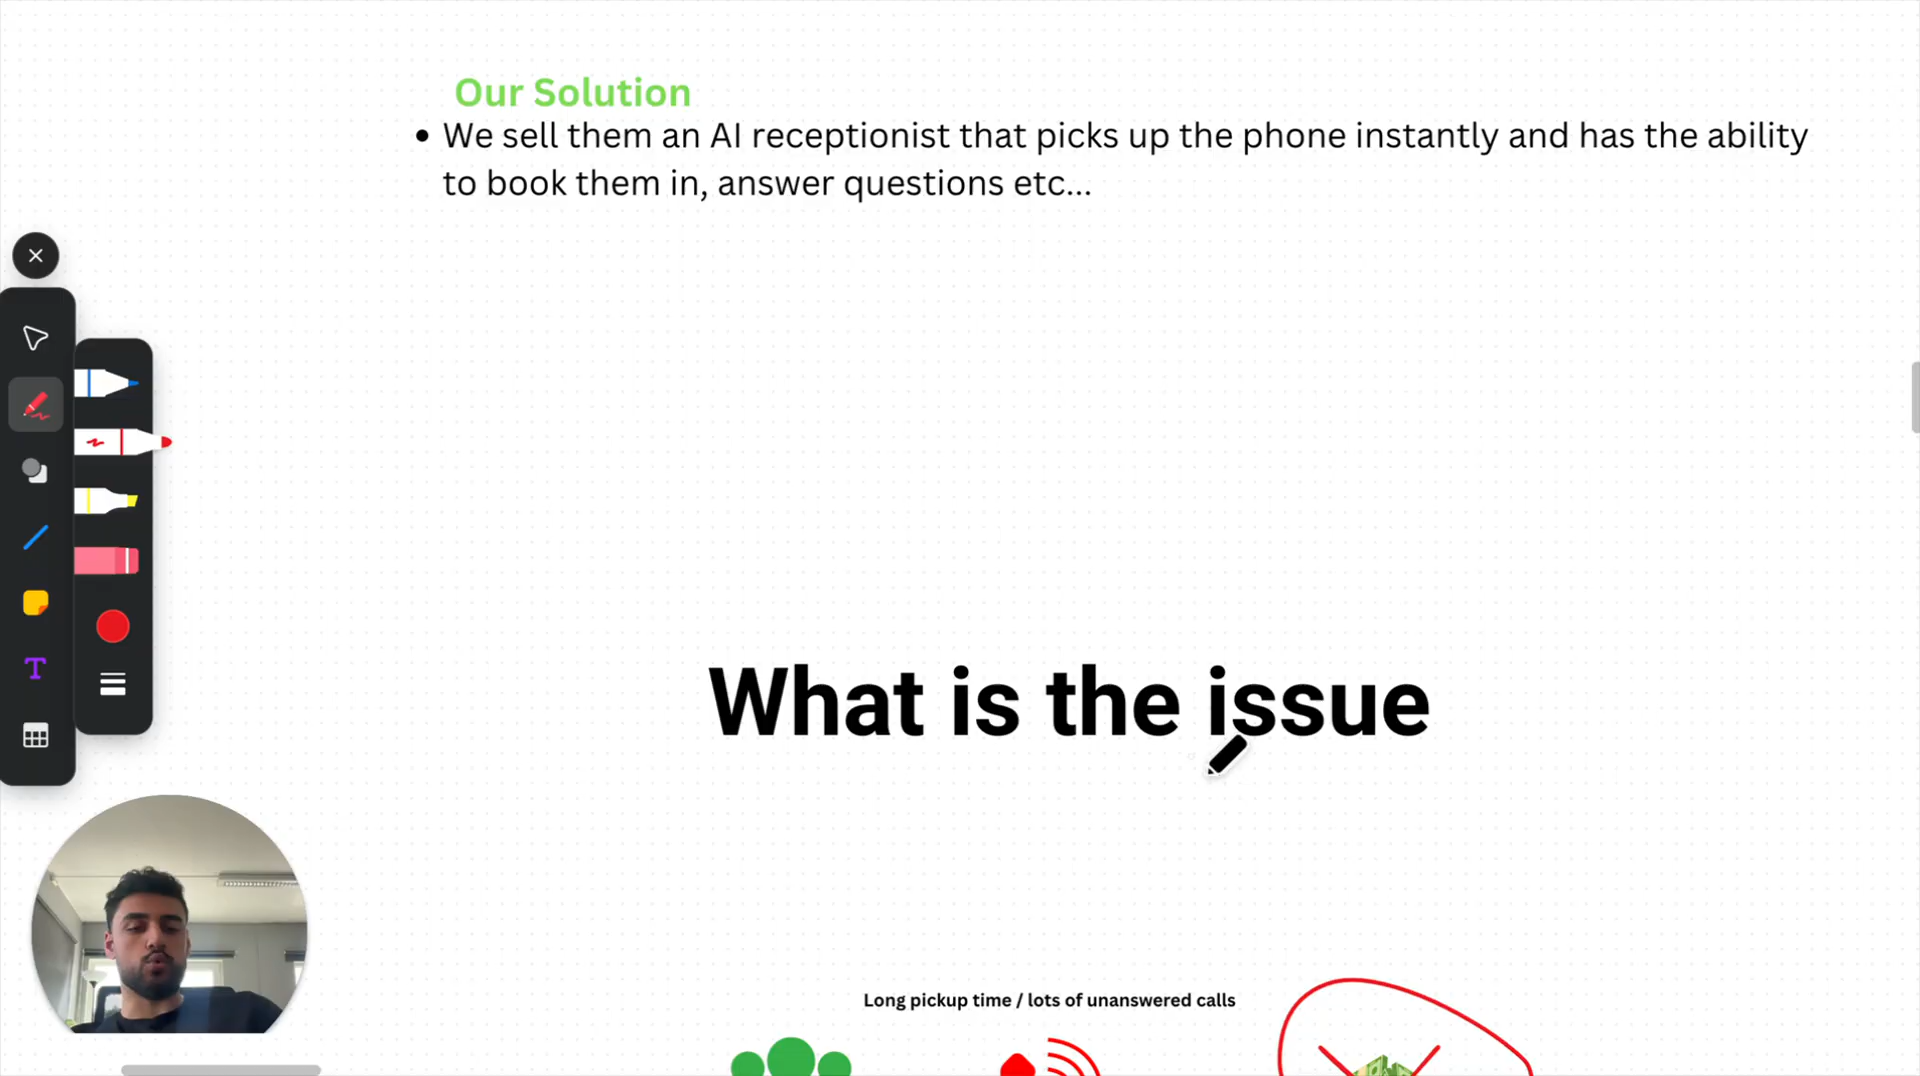 Our Solution
• We sell them an AI receptionist that picks up the phone instantly and has the ability
to book them in, answer questions etc...
What is the issue
Long pickup time / lots of unanswered calls